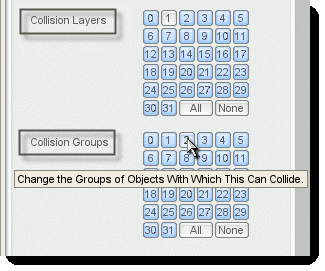 Collision Layers
0 1 2 3 4 5
6 7 8 9 10 11
12 13 14 15 16 17
18 19 20 21 22 23
24 25 26 27 28 29
30 31 All None
Collision Groups
0 1 2 3 4 5
6 7 8 9 10 11
Change the Groups of Objects With Which This Can Collide.
18 19 20 21 22 23
24 25 26 27 28 29
30 31 All None